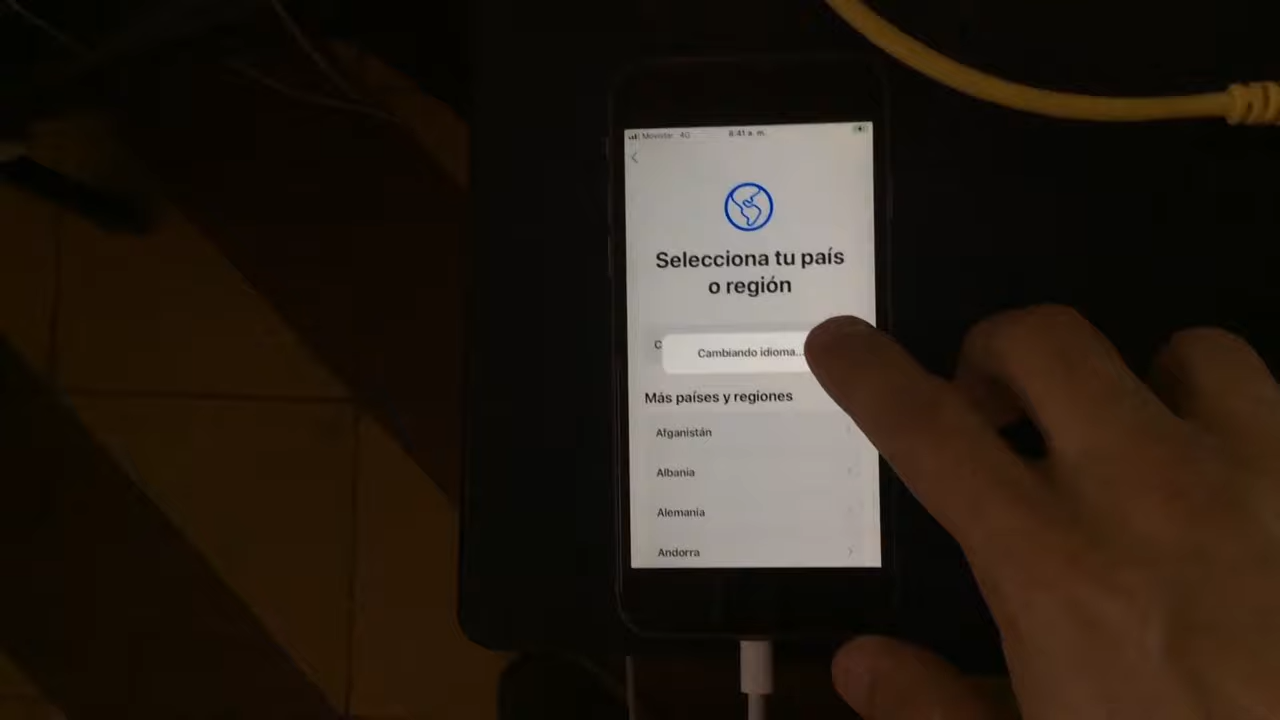 Movistar 4G 8:41 a. m.
Selecciona tu país
o región
C
Cambiando idioma...
Más países y regiones
Afganistán
Albania
Alemania
Andorra